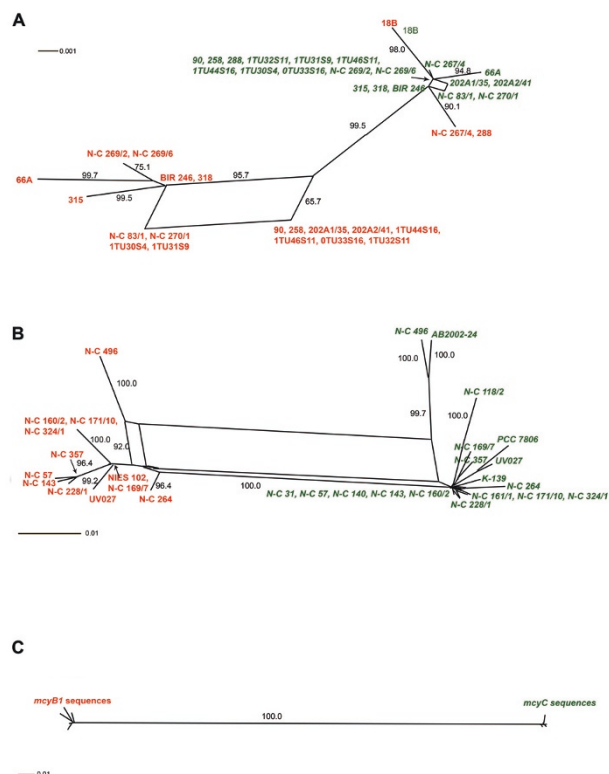 A
0.001
18B
18B
98.0
90, 258, 288, 1TU32S11, 1TU31S9, 1TU46S11,
1TU44S16, 1TU30S4, 0TU33S16, N-C 269/2, N-C 269/6
N-C 267/4
94.8
66A
202A1/35, 202A2/41
315, 318, BIR 246
N-C 83/1, N-C 270/1
90.1
99.5
N-C 267/4, 288
N-C 269/2, N-C 269/6
75.1
66A
99.7
BIR 246, 318
95.7
315
99.5
65.7
N-C 83/1, N-C 270/1
1TU30S4, 1TU31S9
90, 258, 202A1/35, 202A2/41, 1TU44S16,
1TU46S11, 0TU33S16, 1TU32S11
B
N-C 496
AB2002-24
N-C 496
100.0
100.0
100.0
N-C 118/2
99.7
100.0
N-C 160/2, N-C 171/10,
N-C 324/1
100.0
92.0
N-C 169/7
PCC 7806
N-C 357
N-C 357
UV027
96.4
N-C 57
N-C 143
99.2
NIES 102,
N-C 169/7
K-139
N-C 228/1
UV027
96.4
N-C 264
100.0
N-C 31, N-C 57, N-C 140, N-C 143, N-C 160/2
N-C 264
N-C 161/1, N-C 171/10, N-C 324/1
N-C 228/1
0.01
C
mcyB1 sequences
mcyC sequences
100.0
0.01